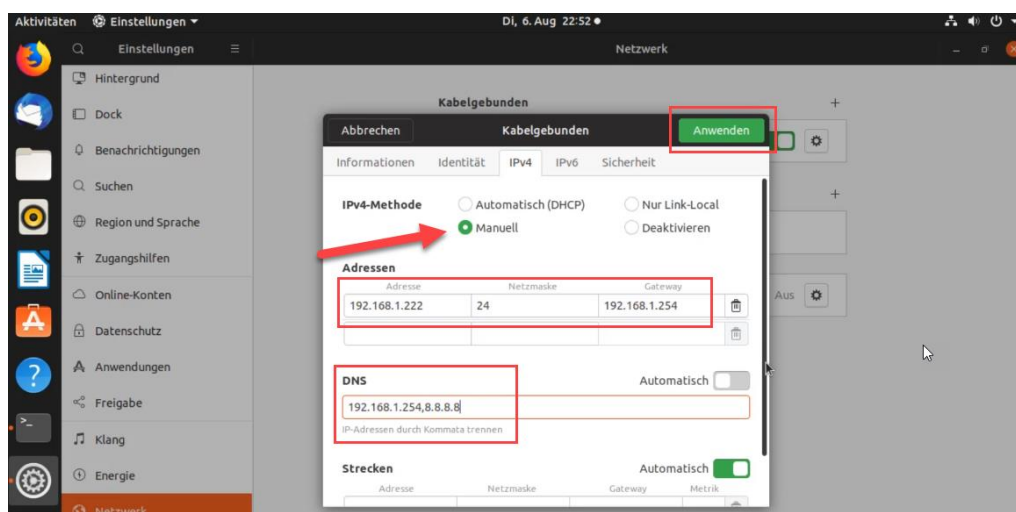 Aktivitäten Einstellungen Di, 6. Aug 22:52
Einstellungen Netzwerk
Hintergrund
Dock
Benachrichtigungen
Suchen
Region und Sprache
Zugangshilfen
Online-Konten
Datenschutz
Anwendungen
Freigabe
Klang
Energie
Netzwerk
Kabelgebunden
Aus
Abbrechen Kabelgebunden Anwenden
Informationen Identität IPv4 IPv6 Sicherheit
IPv4-Methode Automatisch (DHCP) Nur Link-Local
Manuell Deaktivieren
Adressen
Adresse Netzmaske Gateway
192.168.1.222 24 192.168.1.254
DNS Automatisch
192.168.1.254,8.8.8.8
IP-Adressen durch Kommata trennen
Strecken Automatisch
Adresse Netzmaske Gateway Metrik